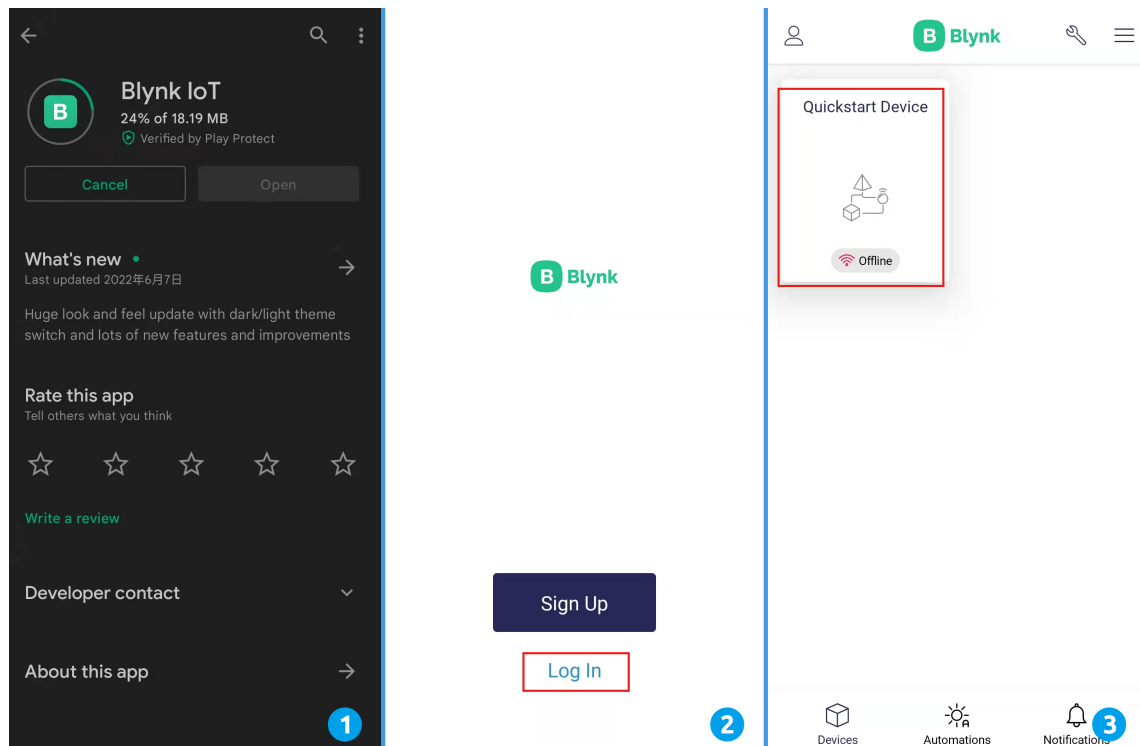 Blynk IoT
24% of 18.19 MB
Verified by Play Protect
Cancel
Open
What's new
Last updated 2022年6月7日
Huge look and feel update with dark/light theme
switch and lots of new features and improvements
Rate this app
Tell others what you think
Write a review
Developer contact
About this app
1
B Blynk
Sign Up
Log In
2
B Blynk
Quickstart Device
Offline
Devices
Automations
Notifications
3